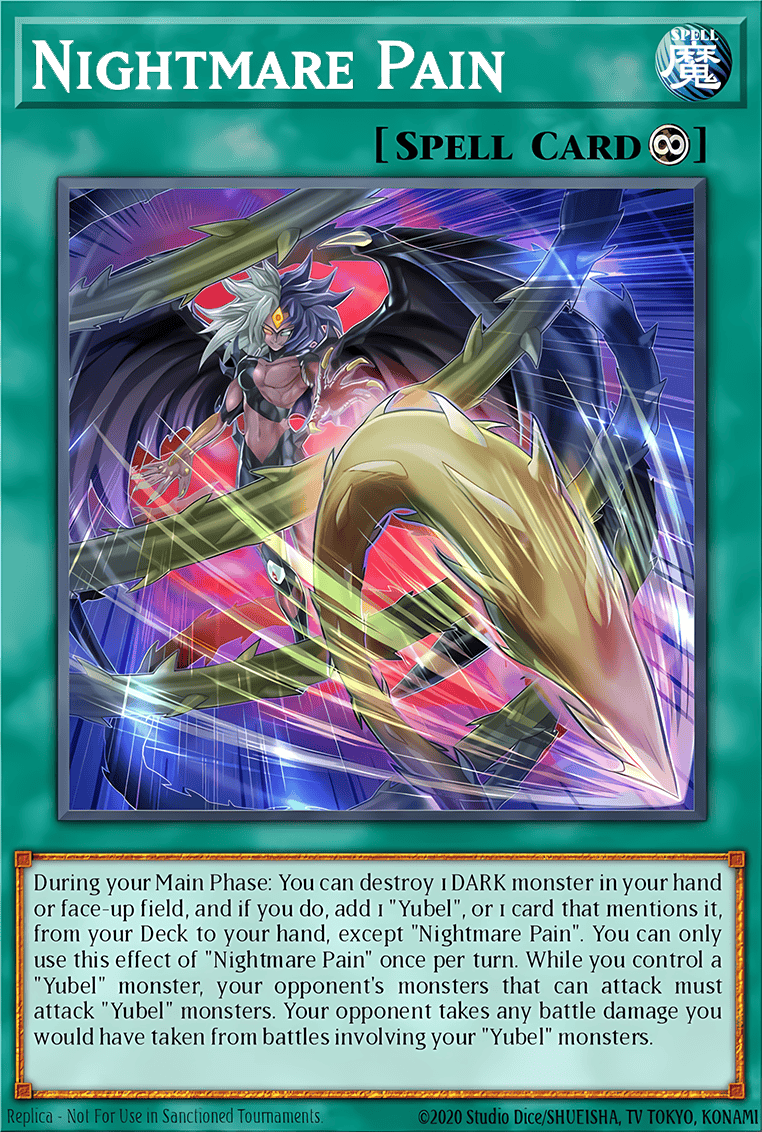 Nightmare Pain
SPELL
魔
[Spell Card]
During your Main Phase: You can destroy 1 DARK monster in your hand
or face-up field, and if you do, add 1 "Yubel", or 1 card that mentions it,
from your Deck to your hand, except "Nightmare Pain". You can only
use this effect of "Nightmare Pain" once per turn. While you control a
"Yubel" monster, your opponent's monsters that can attack must
attack "Yubel" monsters. Your opponent takes any battle damage you
would have taken from battles involving your "Yubel" monsters.
Replica - Not For Use in Sanctioned Tournaments.
©2020 Studio Dice/SHUEISHA, TV TOKYO, KONAMI